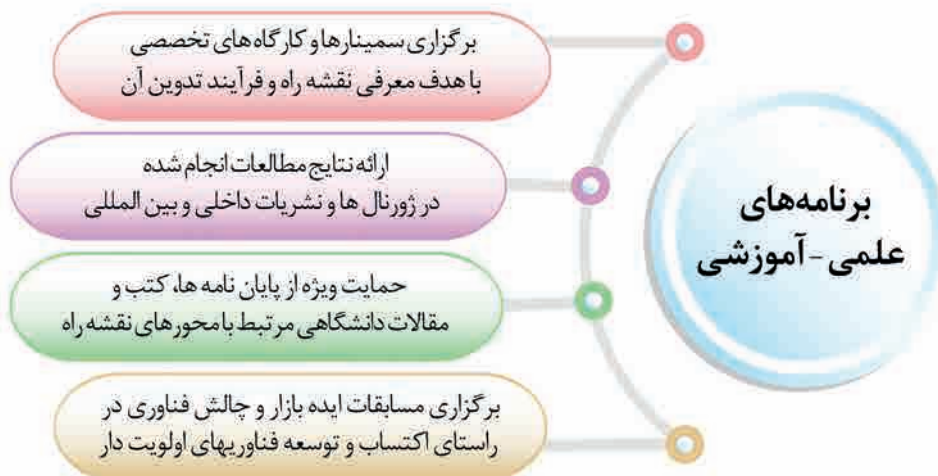 برنامه‌های
علمی - آموزشی
برگزاری سمینارها و کارگاه های تخصصی
با هدف معرفی نقشه راه و فرآیند تدوین آن
ارائه نتایج مطالعات انجام شده
در ژورنال ها و نشریات داخلی و بین المللی
حمایت ویژه از پایان نامه ها، کتب و
مقالات دانشگاهی مرتبط با محورهای نقشه راه
برگزاری مسابقات ایده بازار و چالش فناوری در
راستای اکتساب و توسعه فناوریهای اولویت دار